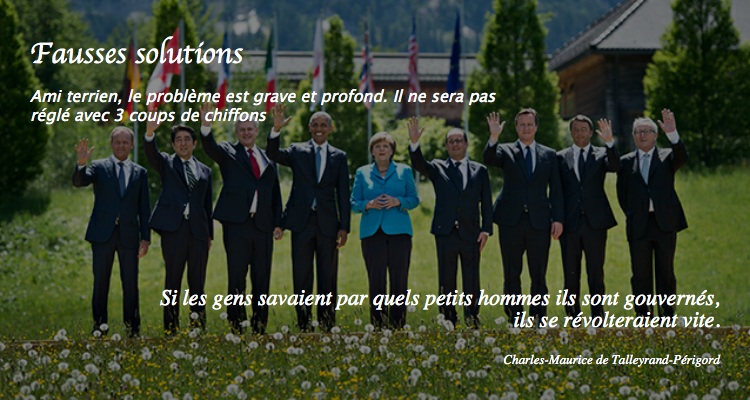 Fausses solutions
Ami terrien, le problème est grave et profond. Il ne sera pas
réglé avec 3 coups de chiffons
Si les gens savaient par quels petits hommes ils sont gouvernés,
ils se révolteraient vite.
Charles-Maurice de Talleyrand-Périgord